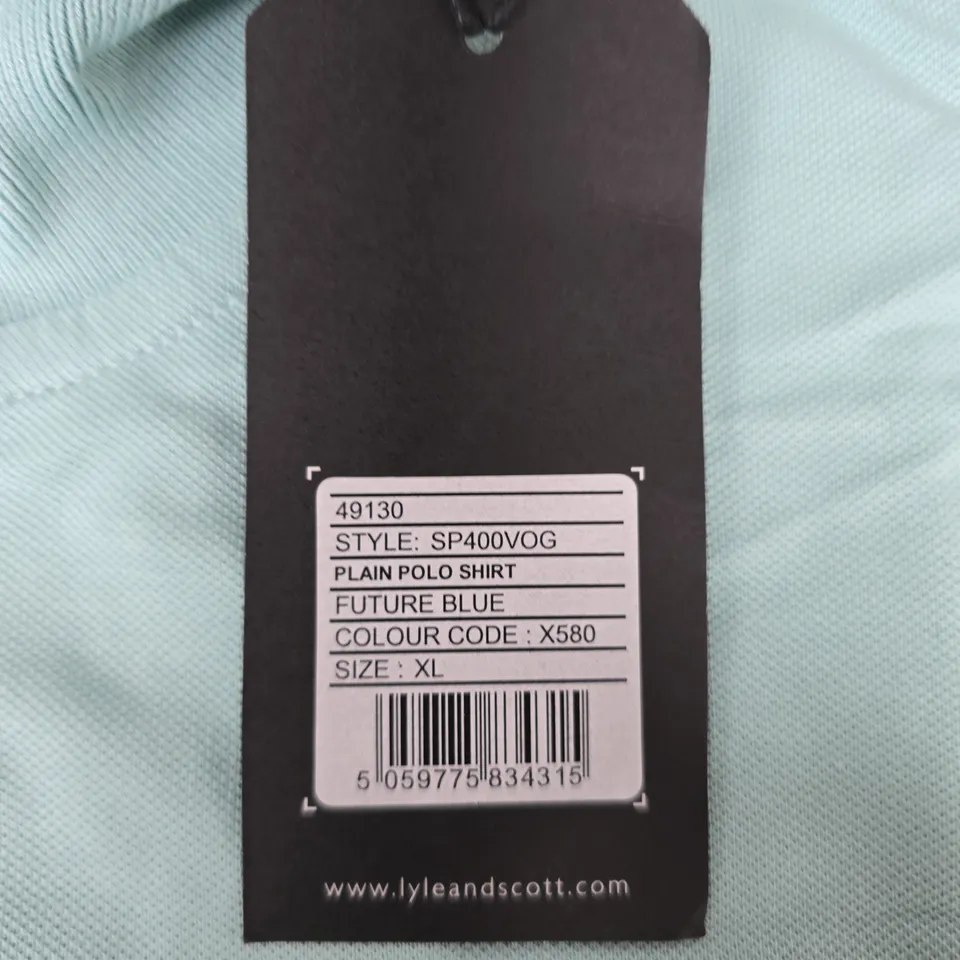 49130
STYLE: SP400VOG
PLAIN POLO SHIRT
FUTURE BLUE
COLOUR CODE : X580
SIZE : XL
5 059775 834315
www.lyleandscott.com